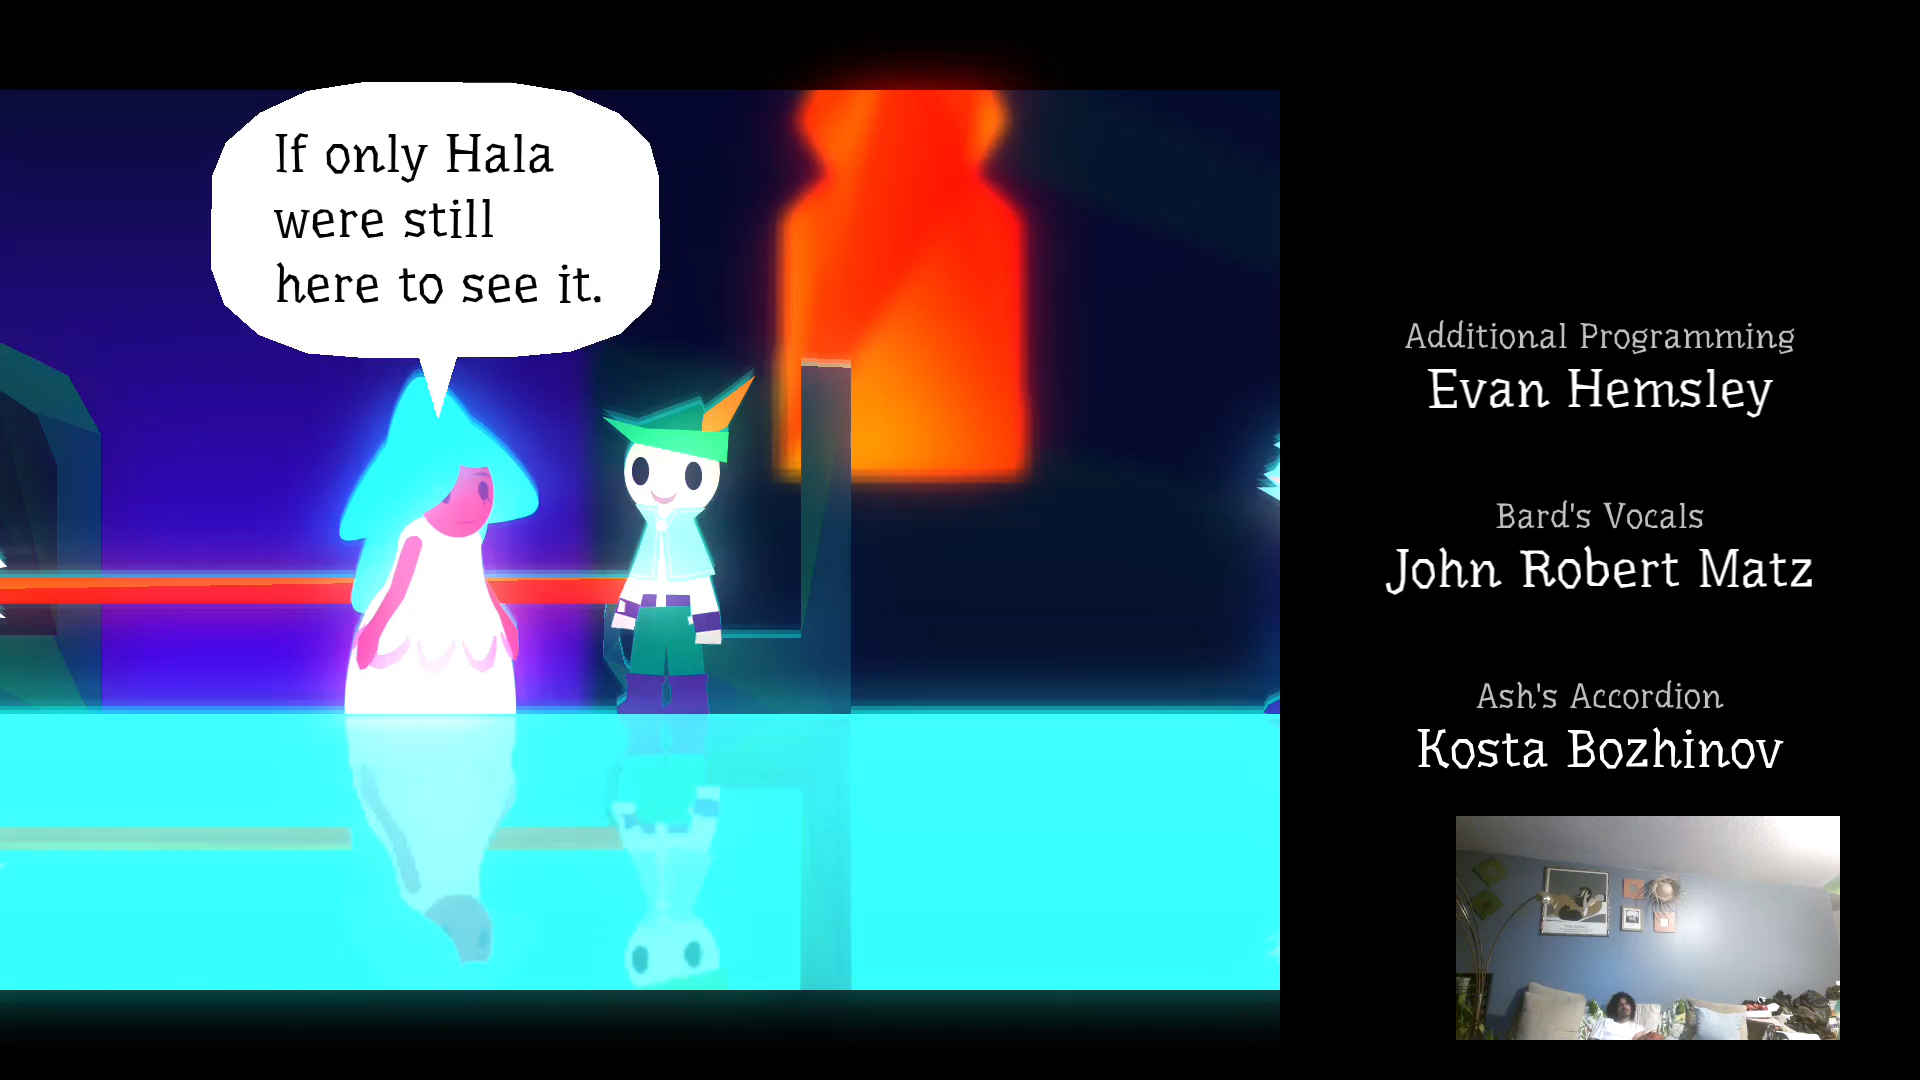 If only Hala
were still
here to see it.
Additional Programming
Evan Hemsley
Bard's Vocals
John Robert Matz
Ash's Accordion
Kosta Bozhinov